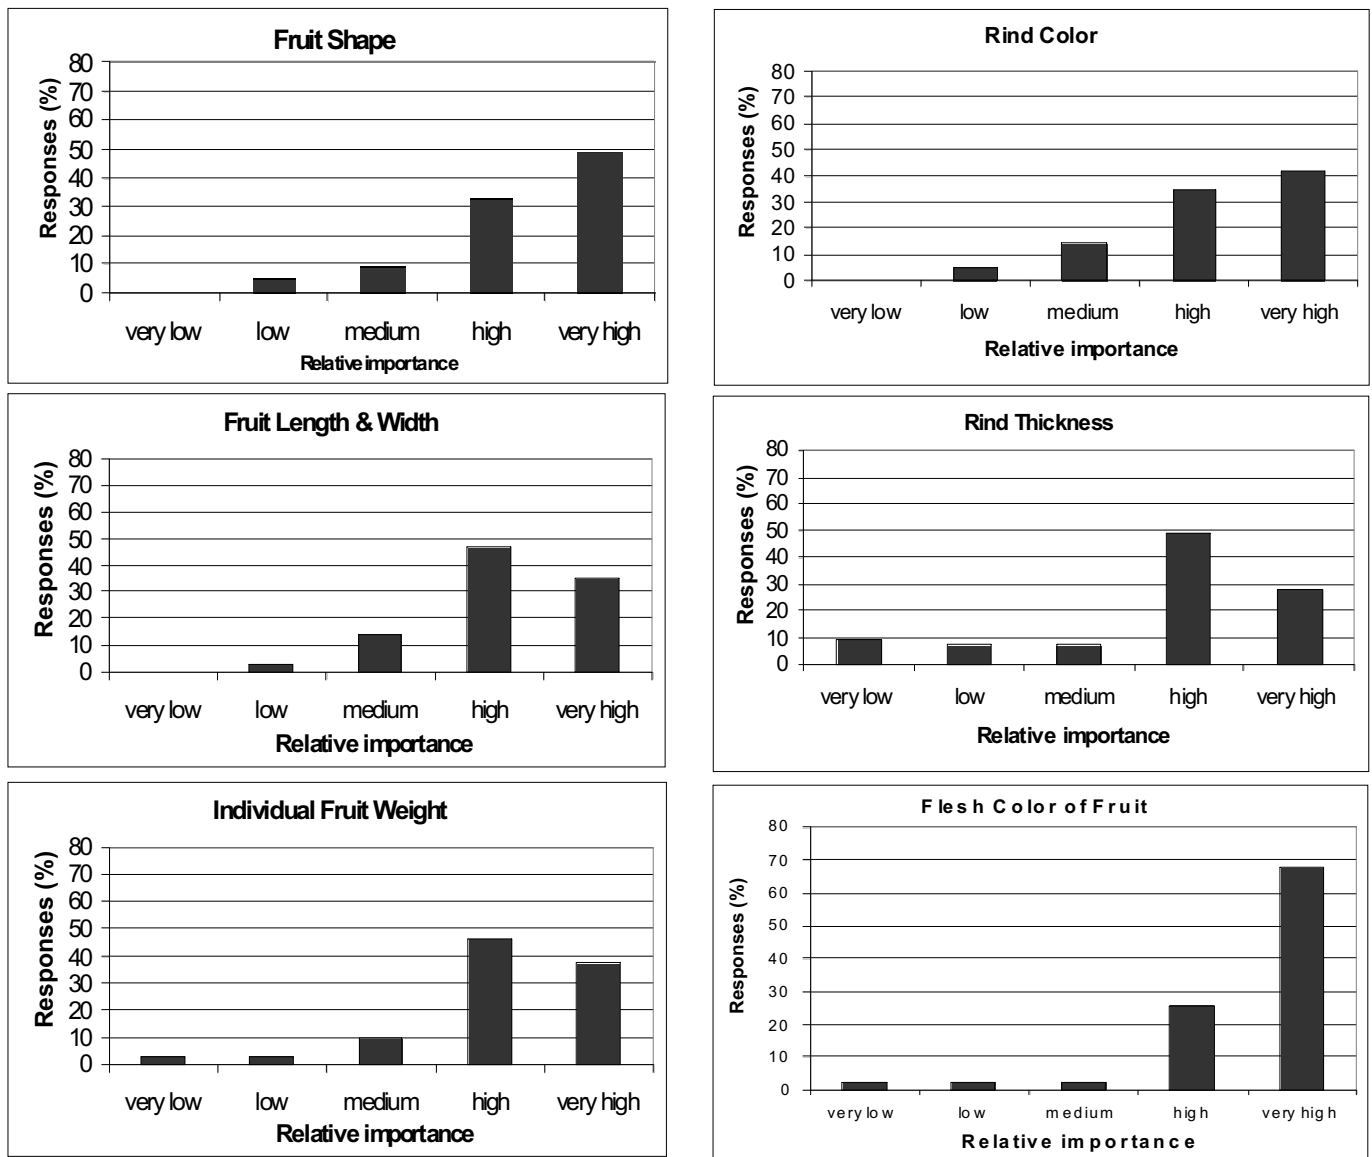 Fruit Shape
Responses (%)
80
70
60
50
40
30
20
10
0
very low low medium high very high
Relative importance
Rind Color
Responses (%)
80
70
60
50
40
30
20
10
0
very low low medium high very high
Relative importance
Fruit Length & Width
Responses (%)
80
70
60
50
40
30
20
10
0
very low low medium high very high
Relative importance
Rind Thickness
Responses (%)
80
70
60
50
40
30
20
10
0
very low low medium high very high
Relative importance
Individual Fruit Weight
Responses (%)
80
70
60
50
40
30
20
10
0
very low low medium high very high
Relative importance
Flesh Color of Fruit
Responses (%)
80
70
60
50
40
30
20
10
0
very low low medium high very high
Relative importance